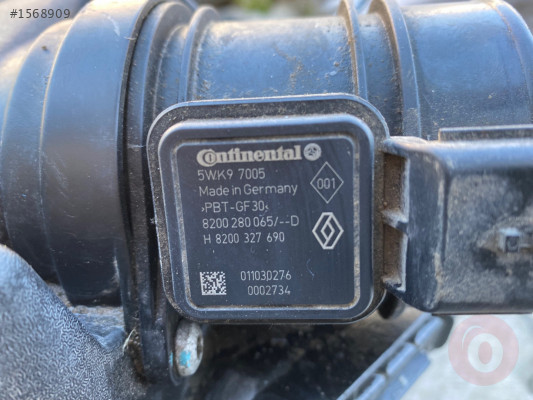 #1568909
Continental
5WK9 7005
Made in Germany
001
>PBT-GF30<
8200 280 065/--D
H 8200 327 690
01103D276
0002734